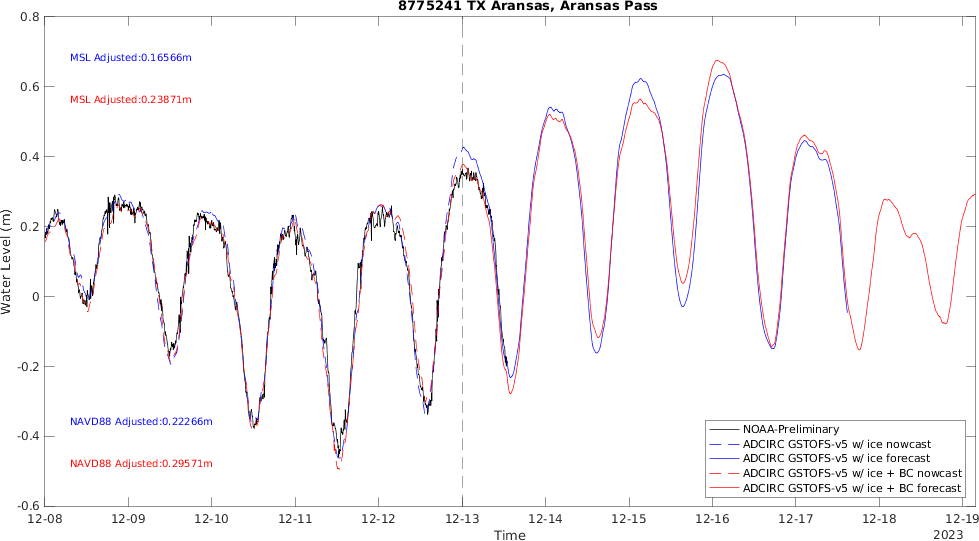 8775241 TX Aransas, Aransas Pass
0.8
0.6
0.4
0.2
0
-0.2
-0.4
-0.6
Water Level (m)
MSL Adjusted:0.16566m
MSL Adjusted:0.23871m
NAVD88 Adjusted:0.22266m
NAVD88 Adjusted:0.29571m
NOAA-Preliminary
ADCIRC GSTOFS-v5 w/ ice nowcast
ADCIRC GSTOFS-v5 w/ ice forecast
ADCIRC GSTOFS-v5 w/ ice + BC nowcast
ADCIRC GSTOFS-v5 w/ ice + BC forecast
12-08 12-09 12-10 12-11 12-12 12-13 12-14 12-15 12-16 12-17 12-18 12-19
Time
2023